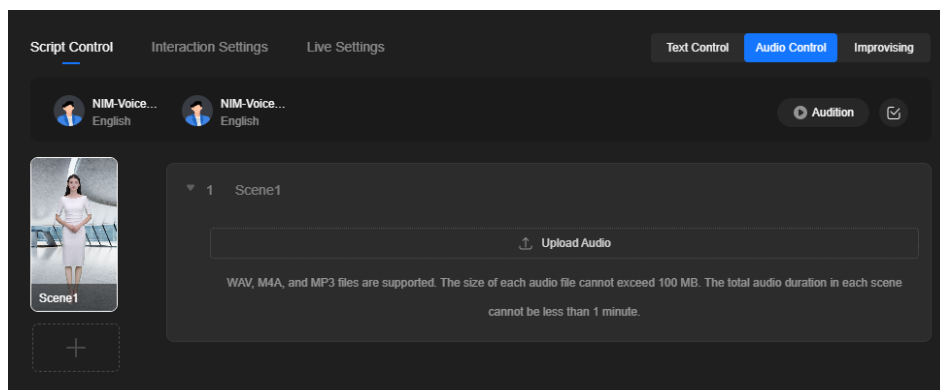 Script Control Interaction Settings Live Settings Text Control Audio Control Improvising
NIM-Voice... NIM-Voice... Audition
English English
1 Scene1
Upload Audio
WAV, M4A, and MP3 files are supported. The size of each audio file cannot exceed 100 MB. The total audio duration in each scene
cannot be less than 1 minute.
Scene1